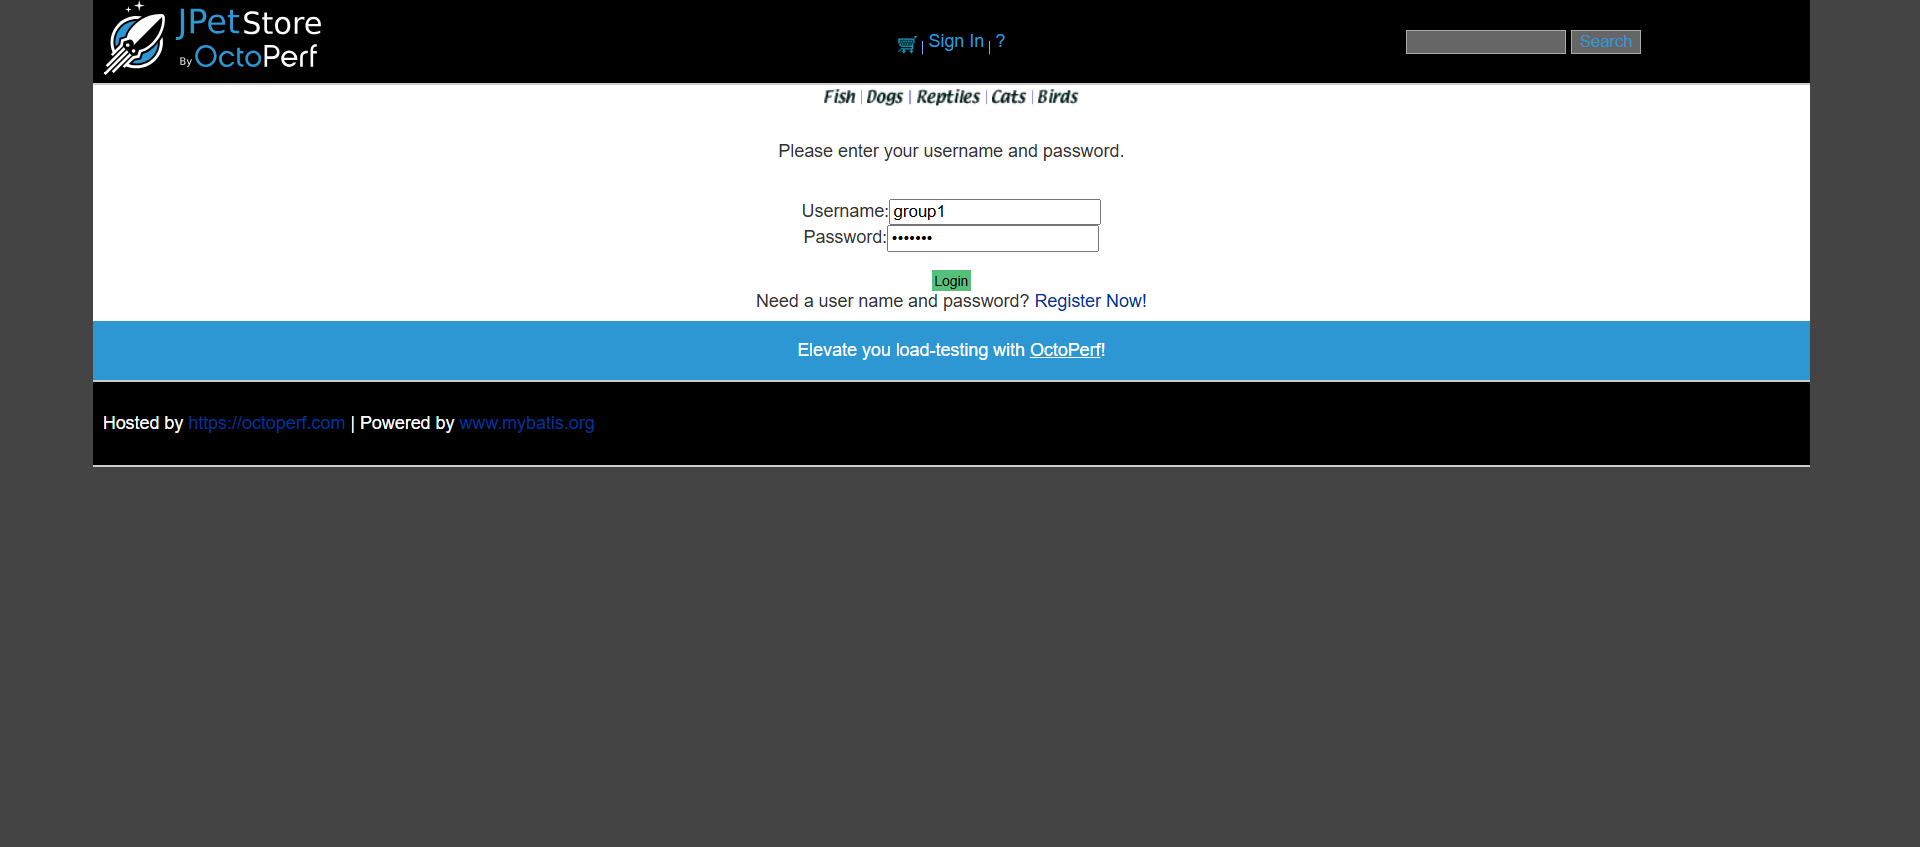 JPetStore
By OctoPerf
| Sign In | ?
Search
Fish | Dogs | Reptiles | Cats | Birds
Please enter your username and password.
Username: group1
Password: •••••••
Login
Need a user name and password? Register Now!
Elevate you load-testing with OctoPerf!
Hosted by https://octoperf.com | Powered by www.mybatis.org